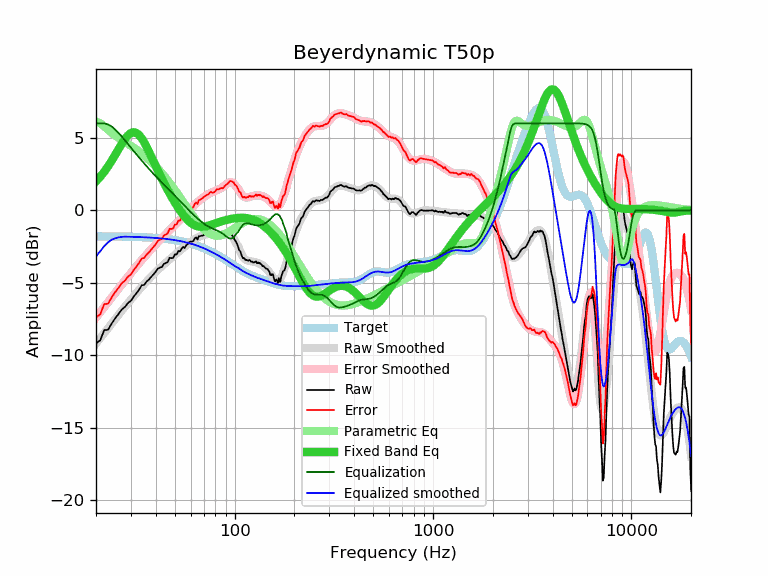 Beyerdynamic T50p
Amplitude (dBr)
5
0
−5
−10
−15
−20
Target
Raw Smoothed
Error Smoothed
Raw
Error
Parametric Eq
Fixed Band Eq
Equalization
Equalized smoothed
100
1000
10000
Frequency (Hz)